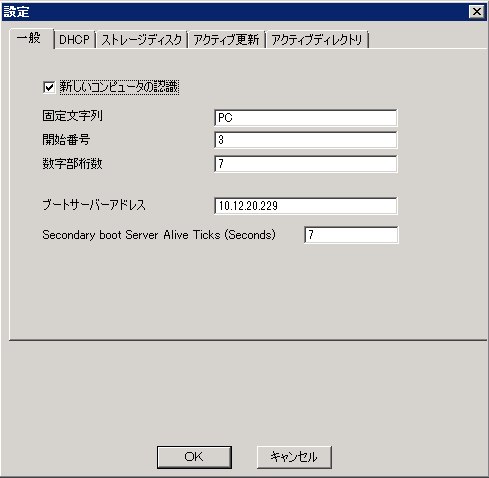 設定
一般 DHCP ストレージディスク アクティブ更新 アクティブディレクトリ
新しいコンピュータの認識
固定文字列 PC
開始番号 3
数字部桁数 7
ブートサーバーアドレス 10.12.20.229
Secondary boot Server Alive Ticks (Seconds) 7
OK キャンセル